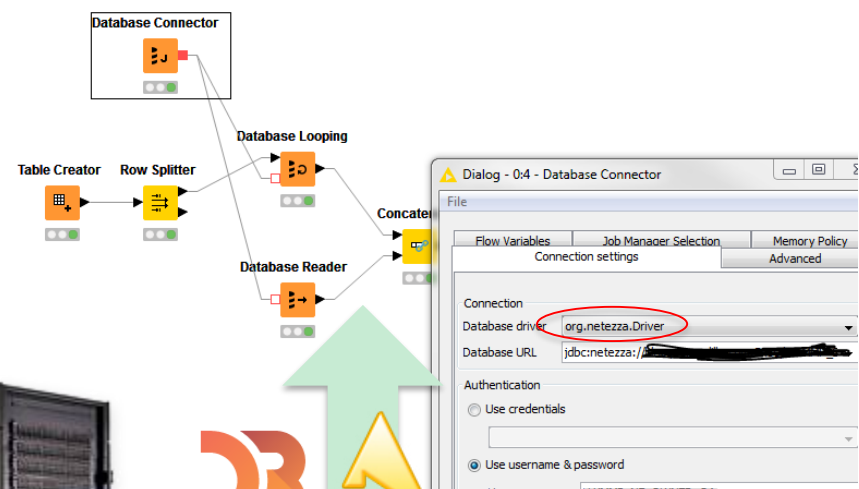 Database Connector
Database Looping
Table Creator
Row Splitter
Database Reader
Dialog - 0:4 - Database Connector
File
Flow Variables
Job Manager Selection
Memory Policy
Connection settings
Advanced
Connection
Database driver
org.netezza.Driver
Database URL
jdbc:netezza://
Authentication
Use credentials
Use username & password